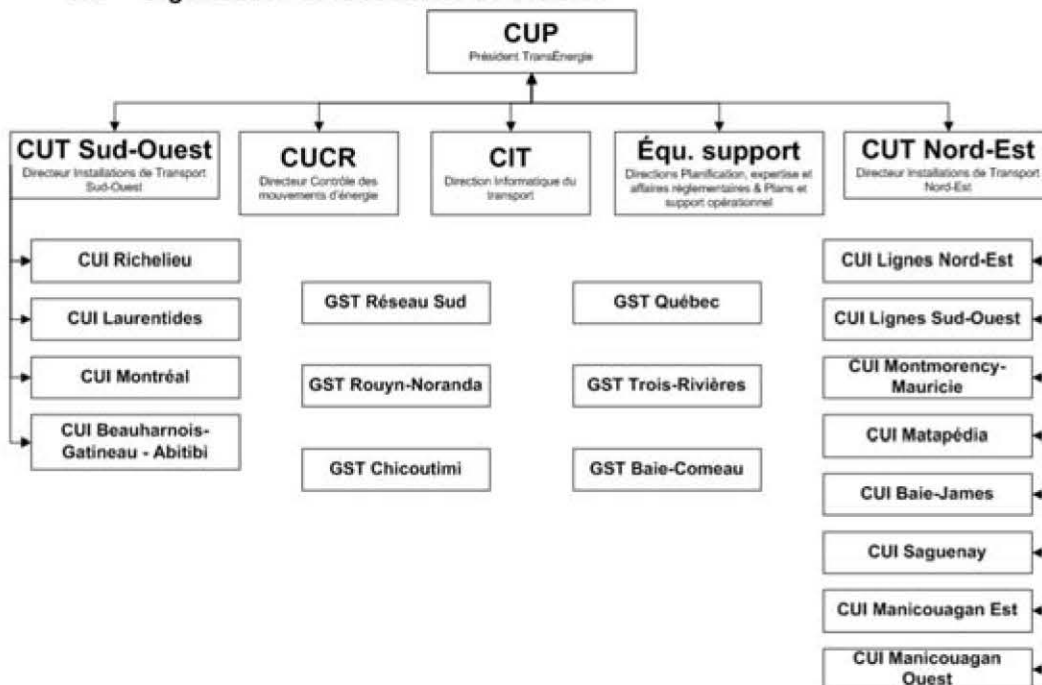 CUP
Président TransÉnergie
CUT Sud-Ouest
Directeur Installations de Transport
Sud-Ouest
CUCR
Directeur Contrôle des
mouvements d'énergie
CIT
Direction Informatique du
transport
Équ. support
Directions Planification, expertise et
affaires règlementaires & Plans et
support opérationnel
CUT Nord-Est
Directeur Installations de Transport
Nord-Est
CUI Richelieu
CUI Laurentides
CUI Montréal
CUI Beauharnois-
Gatineau - Abitibi
GST Réseau Sud
GST Rouyn-Noranda
GST Chicoutimi
GST Québec
GST Trois-Rivières
GST Baie-Comeau
CUI Lignes Nord-Est
CUI Lignes Sud-Ouest
CUI Montmorency-
Mauricie
CUI Matapédia
CUI Baie-James
CUI Saguenay
CUI Manicouagan Est
CUI Manicouagan
Ouest